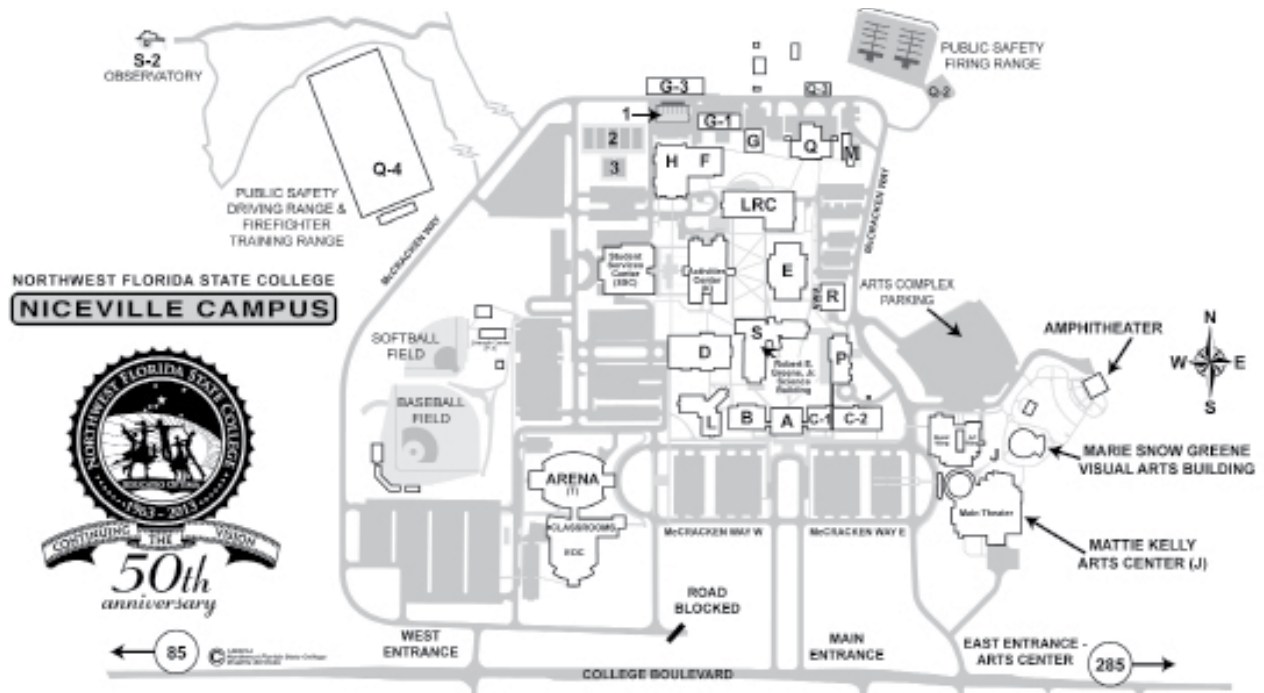 S-2
OBSERVATORY
PUBLIC SAFETY
FIRING RANGE
G-3
Q-3
Q-2
1
G-1
G
Q
M
2
3
H
F
Q-4
PUBLIC SAFETY
DRIVING RANGE &
FIREFIGHTER
TRAINING RANGE
McCRACKEN WAY
McCRACKEN WAY
LRC
NORTHWEST FLORIDA STATE COLLEGE
NICEVILLE CAMPUS
Student
Services
Center
(SSC)
Activities
Center
(K)
E
R
ARTS COMPLEX
PARKING
AMPHITHEATER
N
W
E
S
SOFTBALL
FIELD
D
S
Robert E.
Greene, Jr.
Science
Building
P
BASEBALL
FIELD
L
B
A
C-1
C-2
J
MARIE SNOW GREENE
VISUAL ARTS BUILDING
NORTHWEST FLORIDA STATE COLLEGE
1963 - 2013
CONTINUING
THE
VISION
50th
anniversary
ARENA
(T)
CLASSROOMS
EOC
McCRACKEN WAY W
McCRACKEN WAY E
Main Theater
MATTIE KELLY
ARTS CENTER (J)
ROAD
BLOCKED
WEST
ENTRANCE
MAIN
ENTRANCE
EAST ENTRANCE -
ARTS CENTER
85
285
COLLEGE BOULEVARD